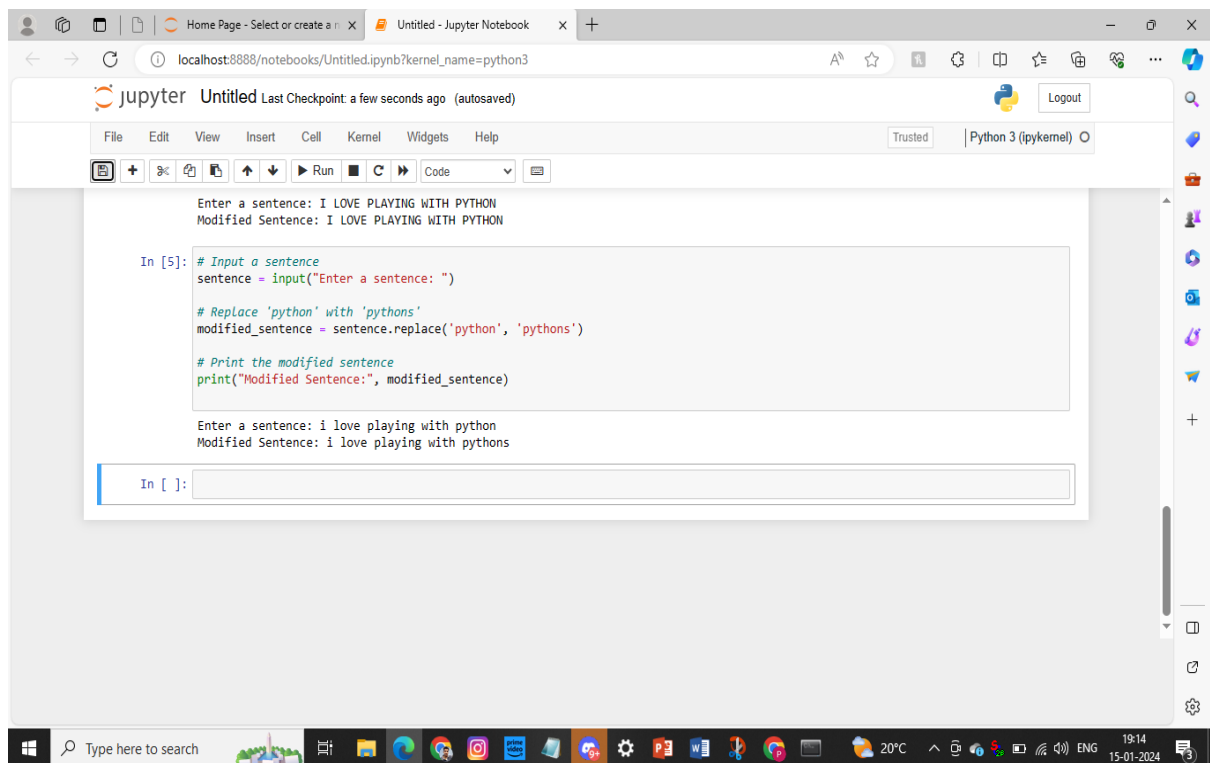 Home Page - Select or create a n
Untitled - Jupyter Notebook
localhost:8888/notebooks/Untitled.ipynb?kernel_name=python3
jupyter Untitled Last Checkpoint: a few seconds ago (autosaved)
Logout
File Edit View Insert Cell Kernel Widgets Help
Trusted
Python 3 (ipykernel)
Run
Code
Enter a sentence: I LOVE PLAYING WITH PYTHON
Modified Sentence: I LOVE PLAYING WITH PYTHON
In [5]: # Input a sentence
sentence = input("Enter a sentence: ")
# Replace 'python' with 'pythons'
modified_sentence = sentence.replace('python', 'pythons')
# Print the modified sentence
print("Modified Sentence:", modified_sentence)
Enter a sentence: i love playing with python
Modified Sentence: i love playing with pythons
In [ ]:
Type here to search
prime video
9+
20°C
ENG
19:14
15-01-2024
3